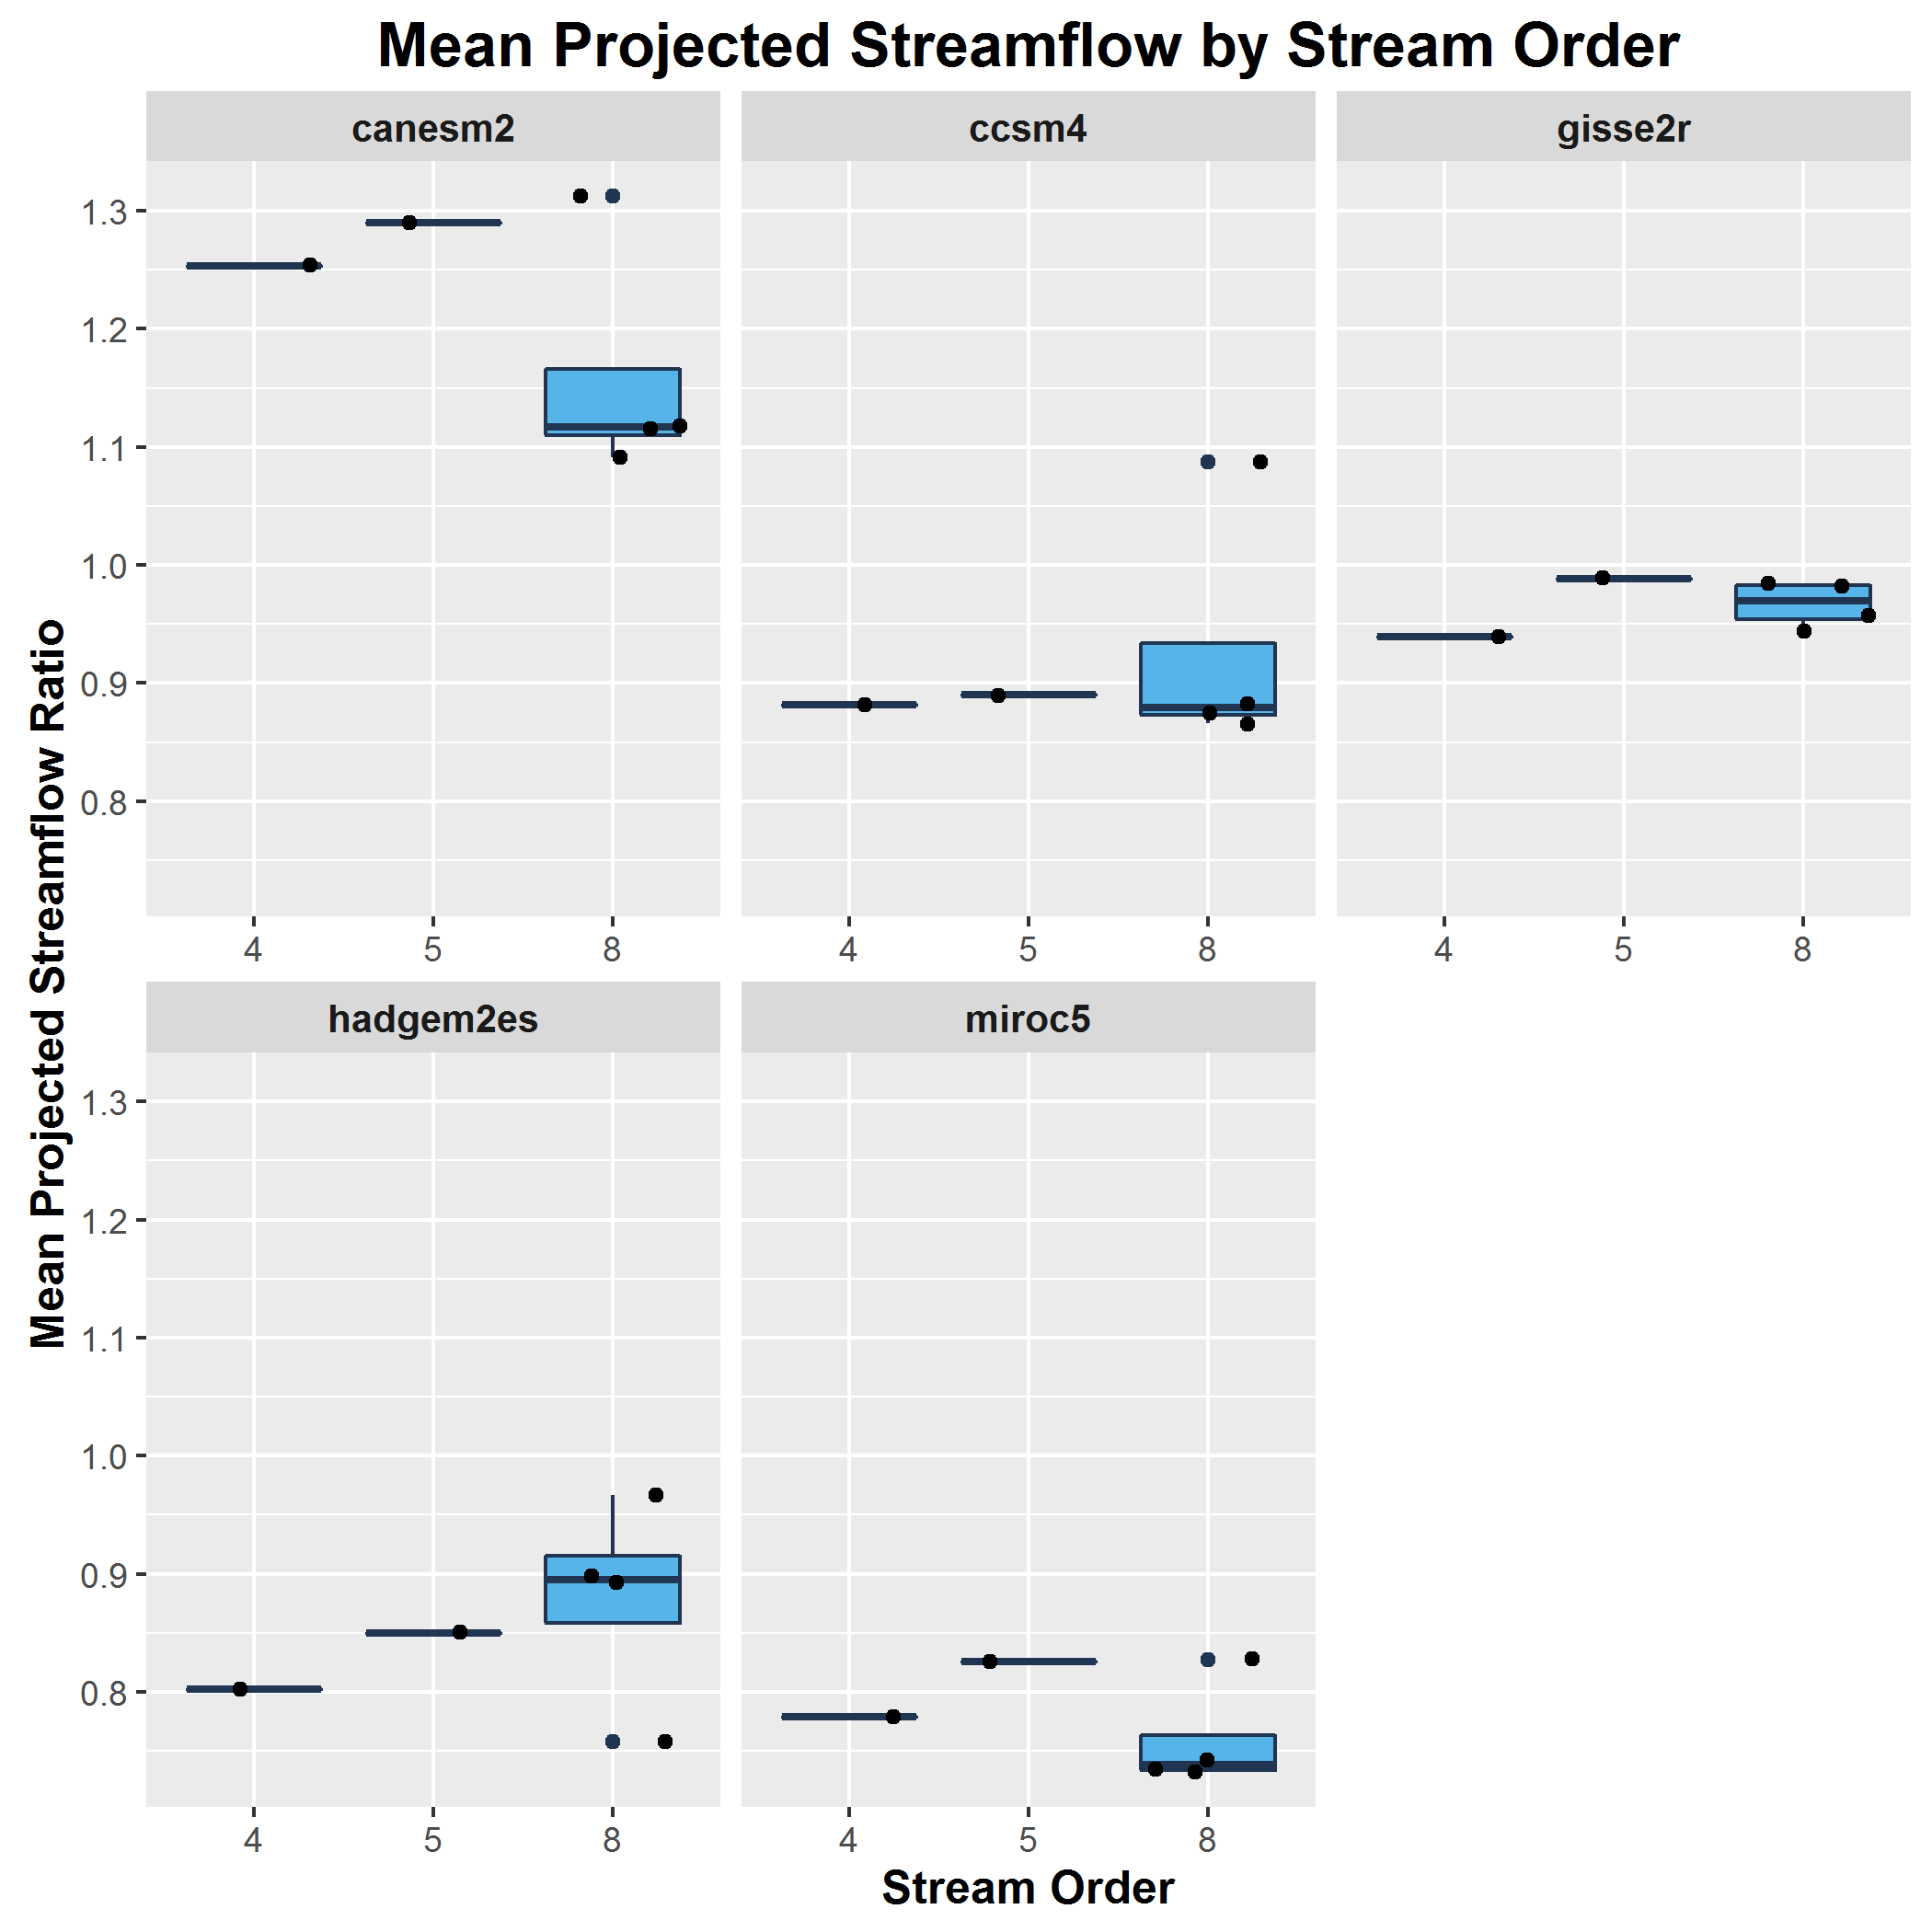 Mean Projected Streamflow by Stream Order
canesm2
ccsm4
gisse2r
1.3
1.2
1.1
1.0
0.9
0.8
4 5 8
4 5 8
4 5 8
Mean Projected Streamflow Ratio
hadgem2es
miroc5
1.3
1.2
1.1
1.0
0.9
0.8
4 5 8
4 5 8
Stream Order